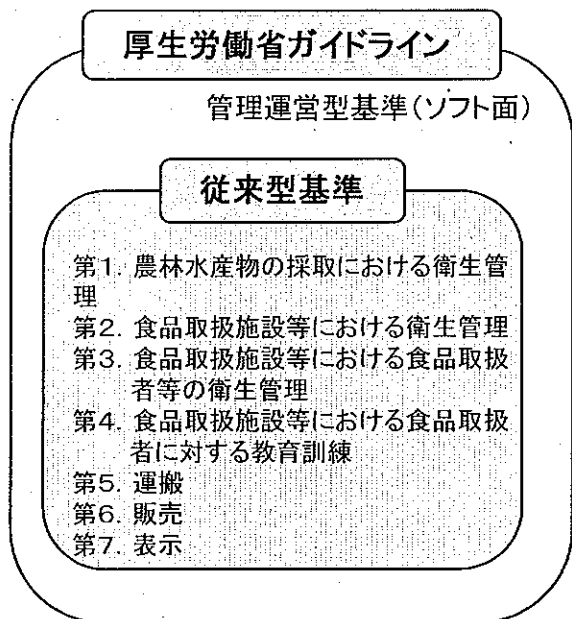 厚生労働省ガイドライン
管理運営型基準(ソフト面)
従来型基準
第1. 農林水産物の採取における衛生管
理
第2. 食品取扱施設等における衛生管理
第3. 食品取扱施設等における食品取扱
者等の衛生管理
第4. 食品取扱施設等における食品取扱
者に対する教育訓練
第5. 運搬
第6. 販売
第7. 表示